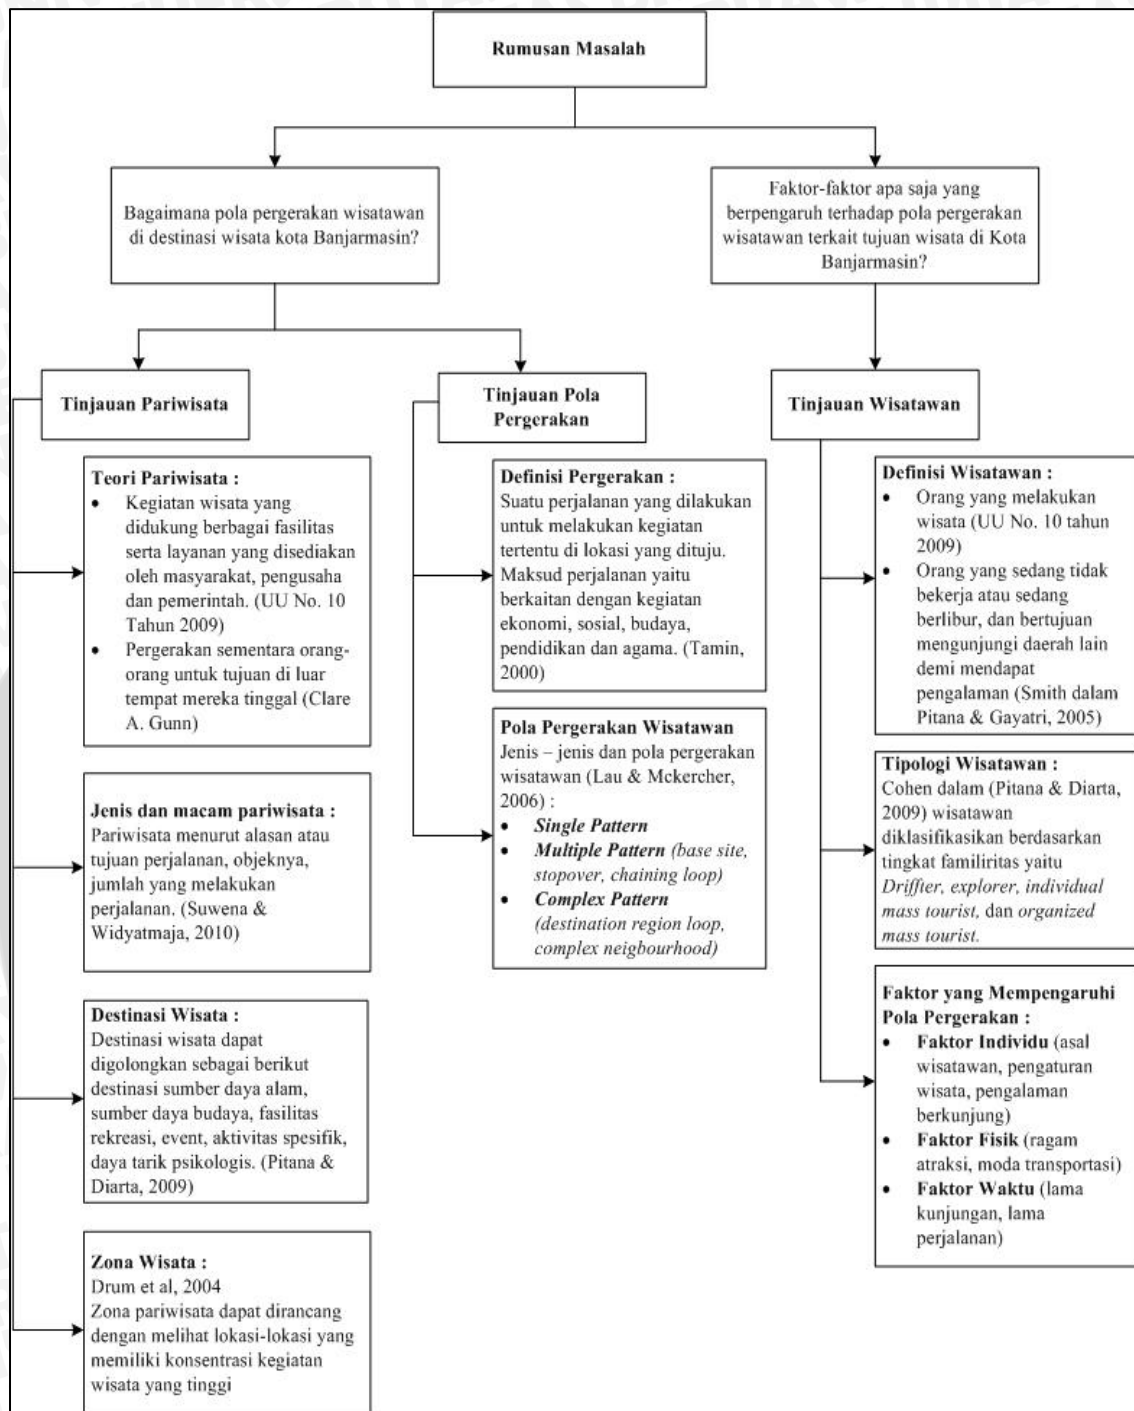 Rumusan Masalah
Bagaimana pola pergerakan wisatawan
di destinasi wisata kota Banjarmasin?
Faktor-faktor apa saja yang
berpengaruh terhadap pola pergerakan
wisatawan terkait tujuan wisata di Kota
Banjarmasin?
Tinjauan Pariwisata
Tinjauan Pola
Pergerakan
Tinjauan Wisatawan
Teori Pariwisata :
• Kegiatan wisata yang
didukung berbagai fasilitas
serta layanan yang disediakan
oleh masyarakat, pengusaha
dan pemerintah. (UU No. 10
Tahun 2009)
• Pergerakan sementara orang-
orang untuk tujuan di luar
tempat mereka tinggal (Clare
A. Gunn)
Jenis dan macam pariwisata :
Pariwisata menurut alasan atau
tujuan perjalanan, objeknya,
jumlah yang melakukan
perjalanan. (Suwena &
Widyatmaja, 2010)
Destinasi Wisata :
Destinasi wisata dapat
digolongkan sebagai berikut
destinasi sumber daya alam,
sumber daya budaya, fasilitas
rekreasi, event, aktivitas spesifik,
daya tarik psikologis. (Pitana &
Diarta, 2009)
Zona Wisata :
Drum et al, 2004
Zona pariwisata dapat dirancang
dengan melihat lokasi-lokasi yang
memiliki konsentrasi kegiatan
wisata yang tinggi
Definisi Pergerakan :
Suatu perjalanan yang dilakukan
untuk melakukan kegiatan
tertentu di lokasi yang dituju.
Maksud perjalanan yaitu
berkaitan dengan kegiatan
ekonomi, sosial, budaya,
pendidikan dan agama. (Tamin,
2000)
Pola Pergerakan Wisatawan
Jenis – jenis dan pola pergerakan
wisatawan (Lau & Mckercher,
2006) :
• Single Pattern
• Multiple Pattern (base site,
stopover, chaining loop)
• Complex Pattern
(destination region loop,
complex neigbourhood)
Definisi Wisatawan :
• Orang yang melakukan
wisata (UU No. 10 tahun
2009)
• Orang yang sedang tidak
bekerja atau sedang
berlibur, dan bertujuan
mengunjungi daerah lain
demi mendapat
pengalaman (Smith dalam
Pitana & Gayatri, 2005)
Tipologi Wisatawan :
Cohen dalam (Pitana & Diarta,
2009) wisatawan
diklasifikasikan berdasarkan
tingkat familiritas yaitu
Driffter, explorer, individual
mass tourist, dan organized
mass tourist.
Faktor yang Mempengaruhi
Pola Pergerakan :
• Faktor Individu (asal
wisatawan, pengaturan
wisata, pengalaman
berkunjung)
• Faktor Fisik (ragam
atraksi, moda transportasi)
• Faktor Waktu (lama
kunjungan, lama
perjalanan)